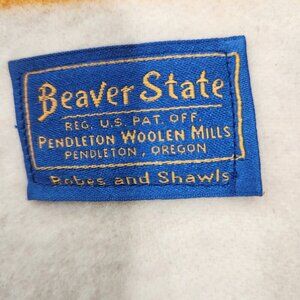 Beaver State
REG. U.S. PAT. OFF.
PENDLETON WOOLEN MILLS
PENDLETON, OREGON
Robes and Shawls